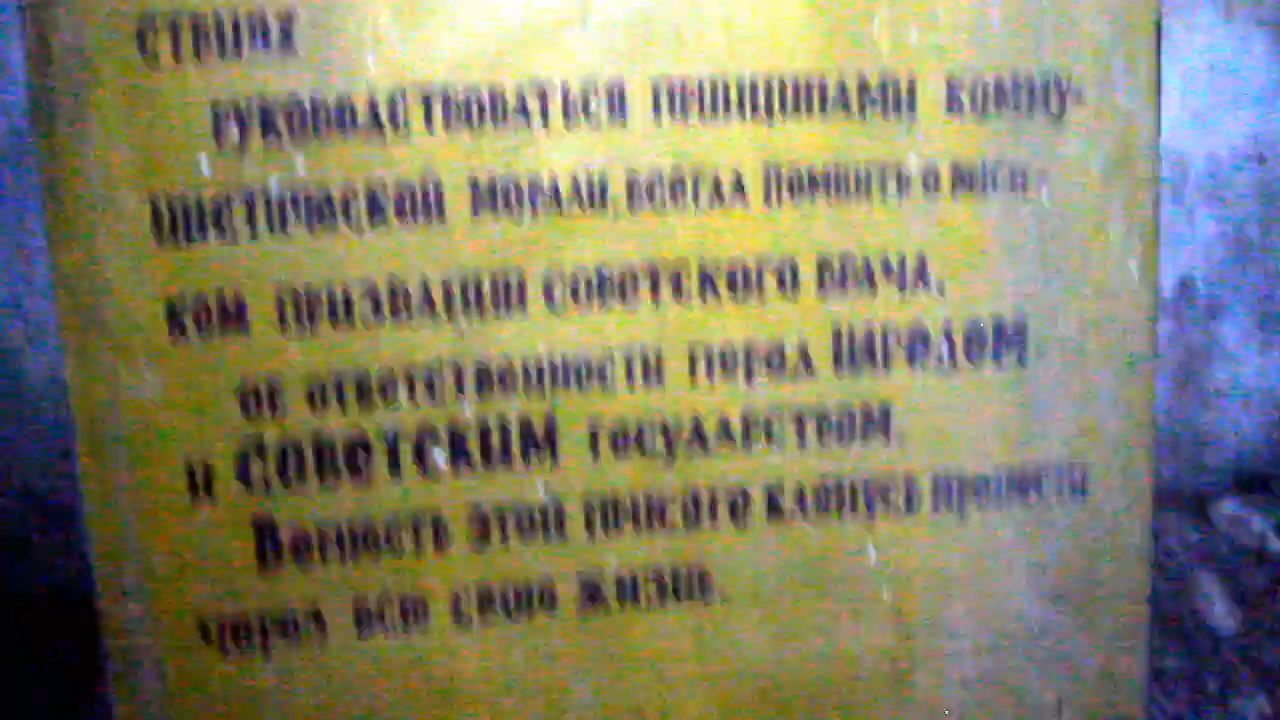 стивах
руководствоваться принципами комму-
нистической морали, всегда помнить о высо-
ком призвании советского врача,
об ответственности перед Народом
и Советским государством.
Верность этой присяге клянусь пронести
через всю свою жизнь.